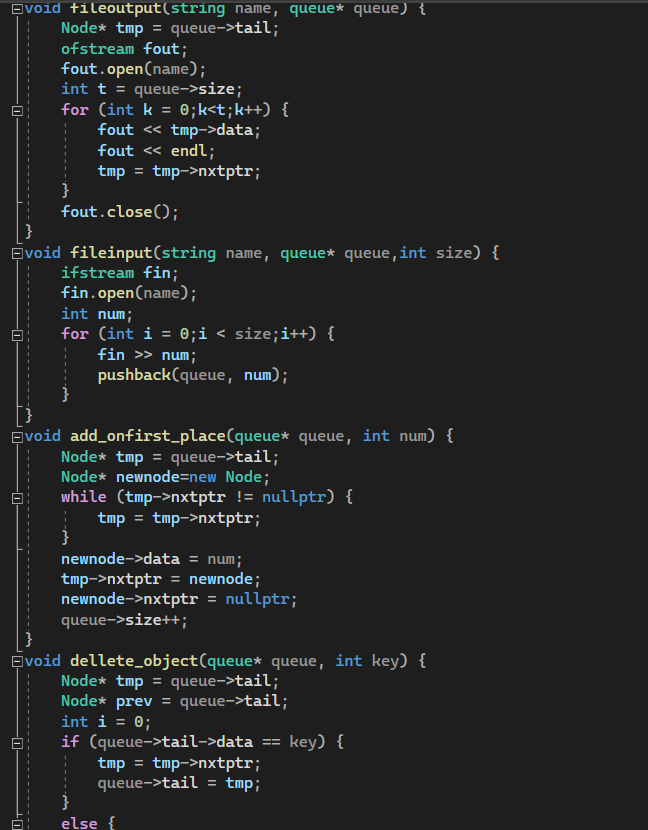 void fileoutput(string name, queue* queue) {
    Node* tmp = queue->tail;
    ofstream fout;
    fout.open(name);
    int t = queue->size;
    for (int k = 0;k<t;k++) {
        fout << tmp->data;
        fout << endl;
        tmp = tmp->nxtptr;
    }
    fout.close();
}
void fileinput(string name, queue* queue,int size) {
    ifstream fin;
    fin.open(name);
    int num;
    for (int i = 0;i < size;i++) {
        fin >> num;
        pushback(queue, num);
    }
}
void add_onfirst_place(queue* queue, int num) {
    Node* tmp = queue->tail;
    Node* newnode=new Node;
    while (tmp->nxtptr != nullptr) {
        tmp = tmp->nxtptr;
    }
    newnode->data = num;
    tmp->nxtptr = newnode;
    newnode->nxtptr = nullptr;
    queue->size++;
}
void dellete_object(queue* queue, int key) {
    Node* tmp = queue->tail;
    Node* prev = queue->tail;
    int i = 0;
    if (queue->tail->data == key) {
        tmp = tmp->nxtptr;
        queue->tail = tmp;
    }
    else {